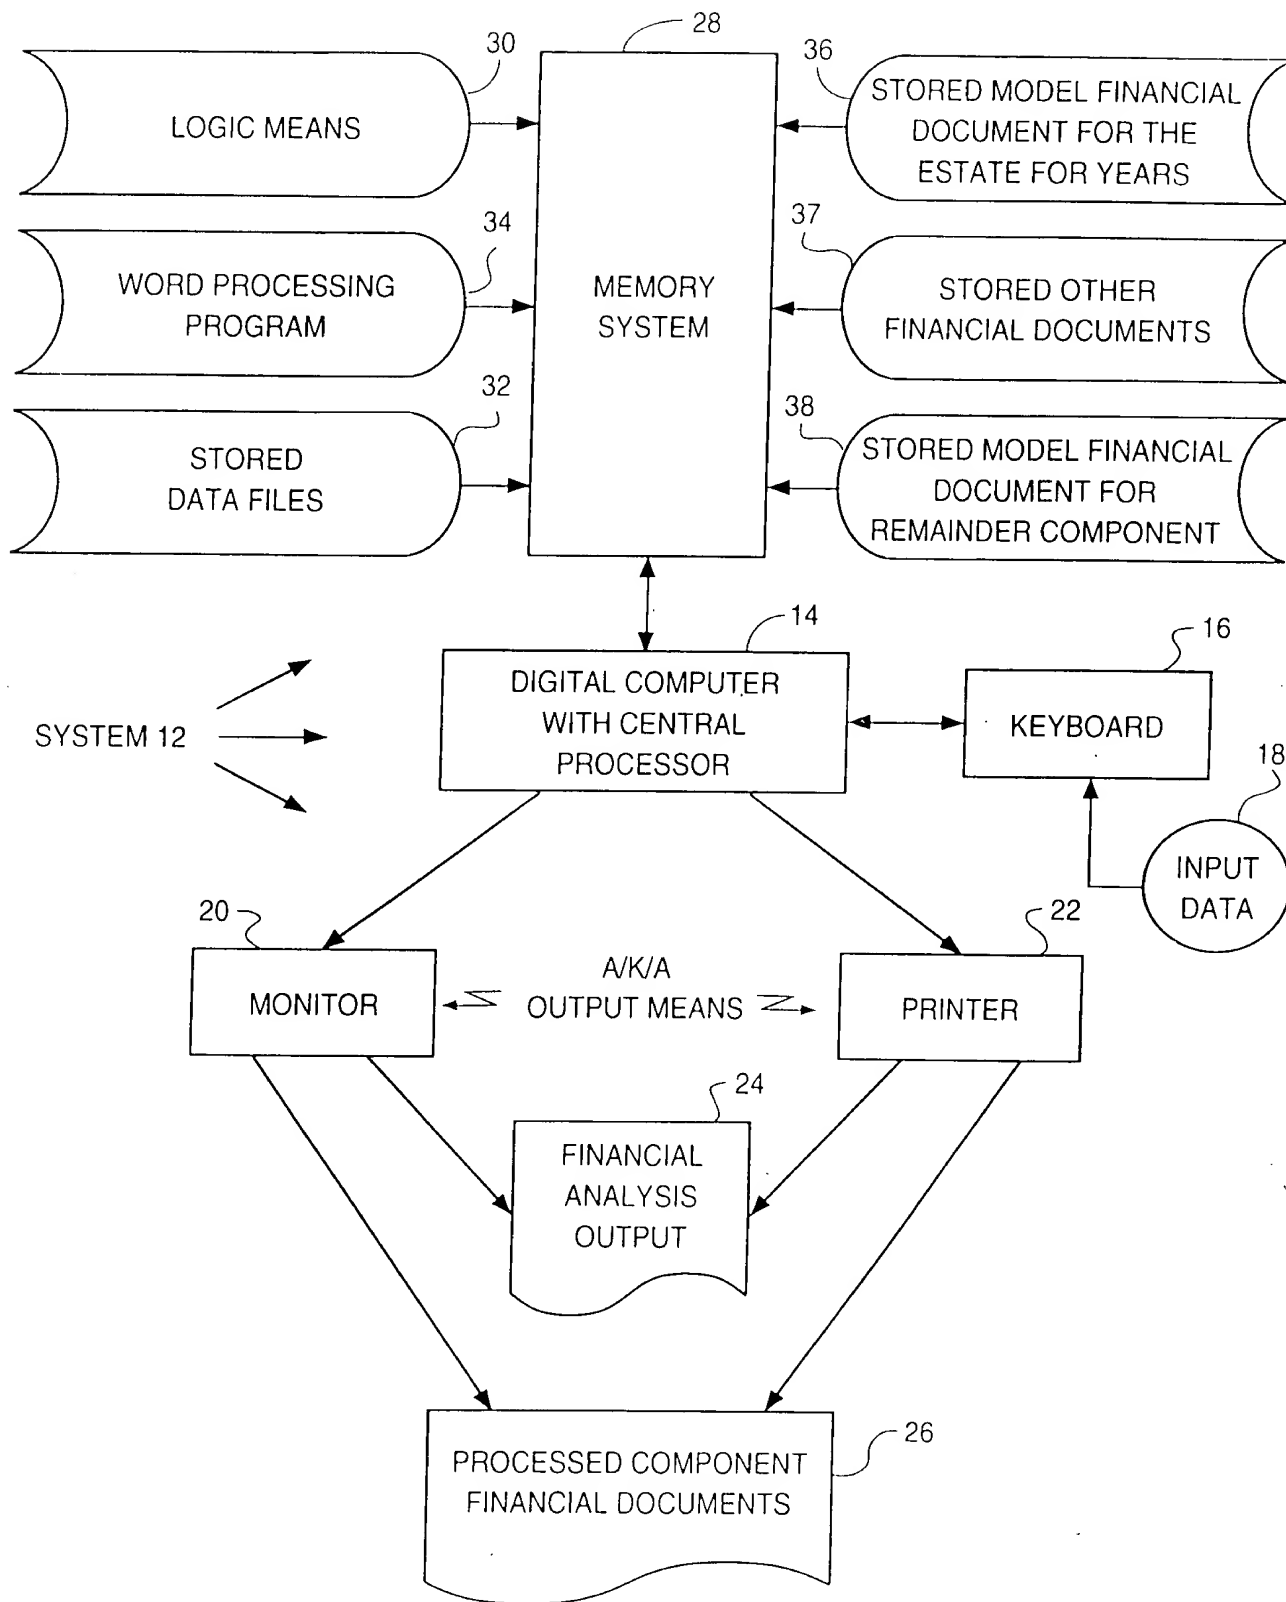 28
30
LOGIC MEANS
36
STORED MODEL FINANCIAL
DOCUMENT FOR THE
ESTATE FOR YEARS
34
WORD PROCESSING
PROGRAM
MEMORY
SYSTEM
37
STORED OTHER
FINANCIAL DOCUMENTS
32
STORED
DATA FILES
38
STORED MODEL FINANCIAL
DOCUMENT FOR
REMAINDER COMPONENT
14
DIGITAL COMPUTER
WITH CENTRAL
PROCESSOR
16
KEYBOARD
SYSTEM 12
18
INPUT
DATA
20
MONITOR
A/K/A
OUTPUT MEANS
22
PRINTER
24
FINANCIAL
ANALYSIS
OUTPUT
26
PROCESSED COMPONENT
FINANCIAL DOCUMENTS